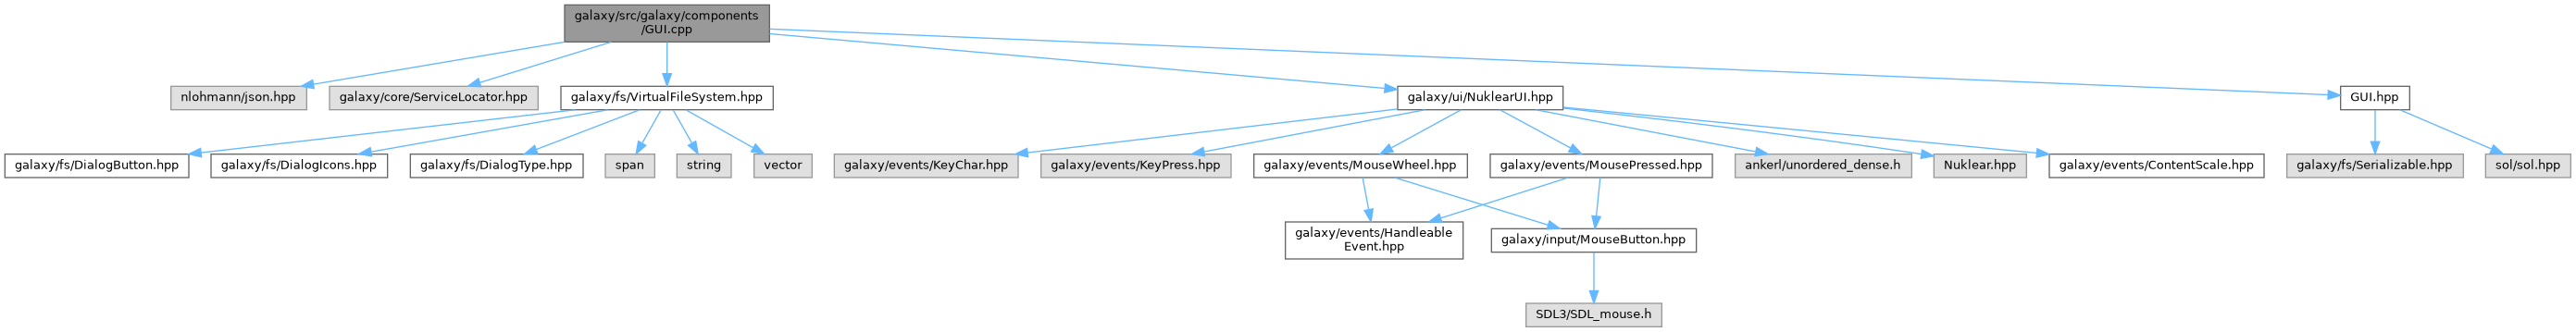 galaxy/src/galaxy/components
/GUI.cpp
nlohmann/json.hpp
galaxy/core/ServiceLocator.hpp
galaxy/fs/VirtualFileSystem.hpp
galaxy/ui/NuklearUI.hpp
GUI.hpp
galaxy/fs/DialogButton.hpp
galaxy/fs/DialogIcons.hpp
galaxy/fs/DialogType.hpp
span
string
vector
galaxy/events/KeyChar.hpp
galaxy/events/KeyPress.hpp
galaxy/events/MouseWheel.hpp
galaxy/events/MousePressed.hpp
ankerl/unordered_dense.h
Nuklear.hpp
galaxy/events/ContentScale.hpp
galaxy/fs/Serializable.hpp
sol/sol.hpp
galaxy/events/Handleable
Event.hpp
galaxy/input/MouseButton.hpp
SDL3/SDL_mouse.h